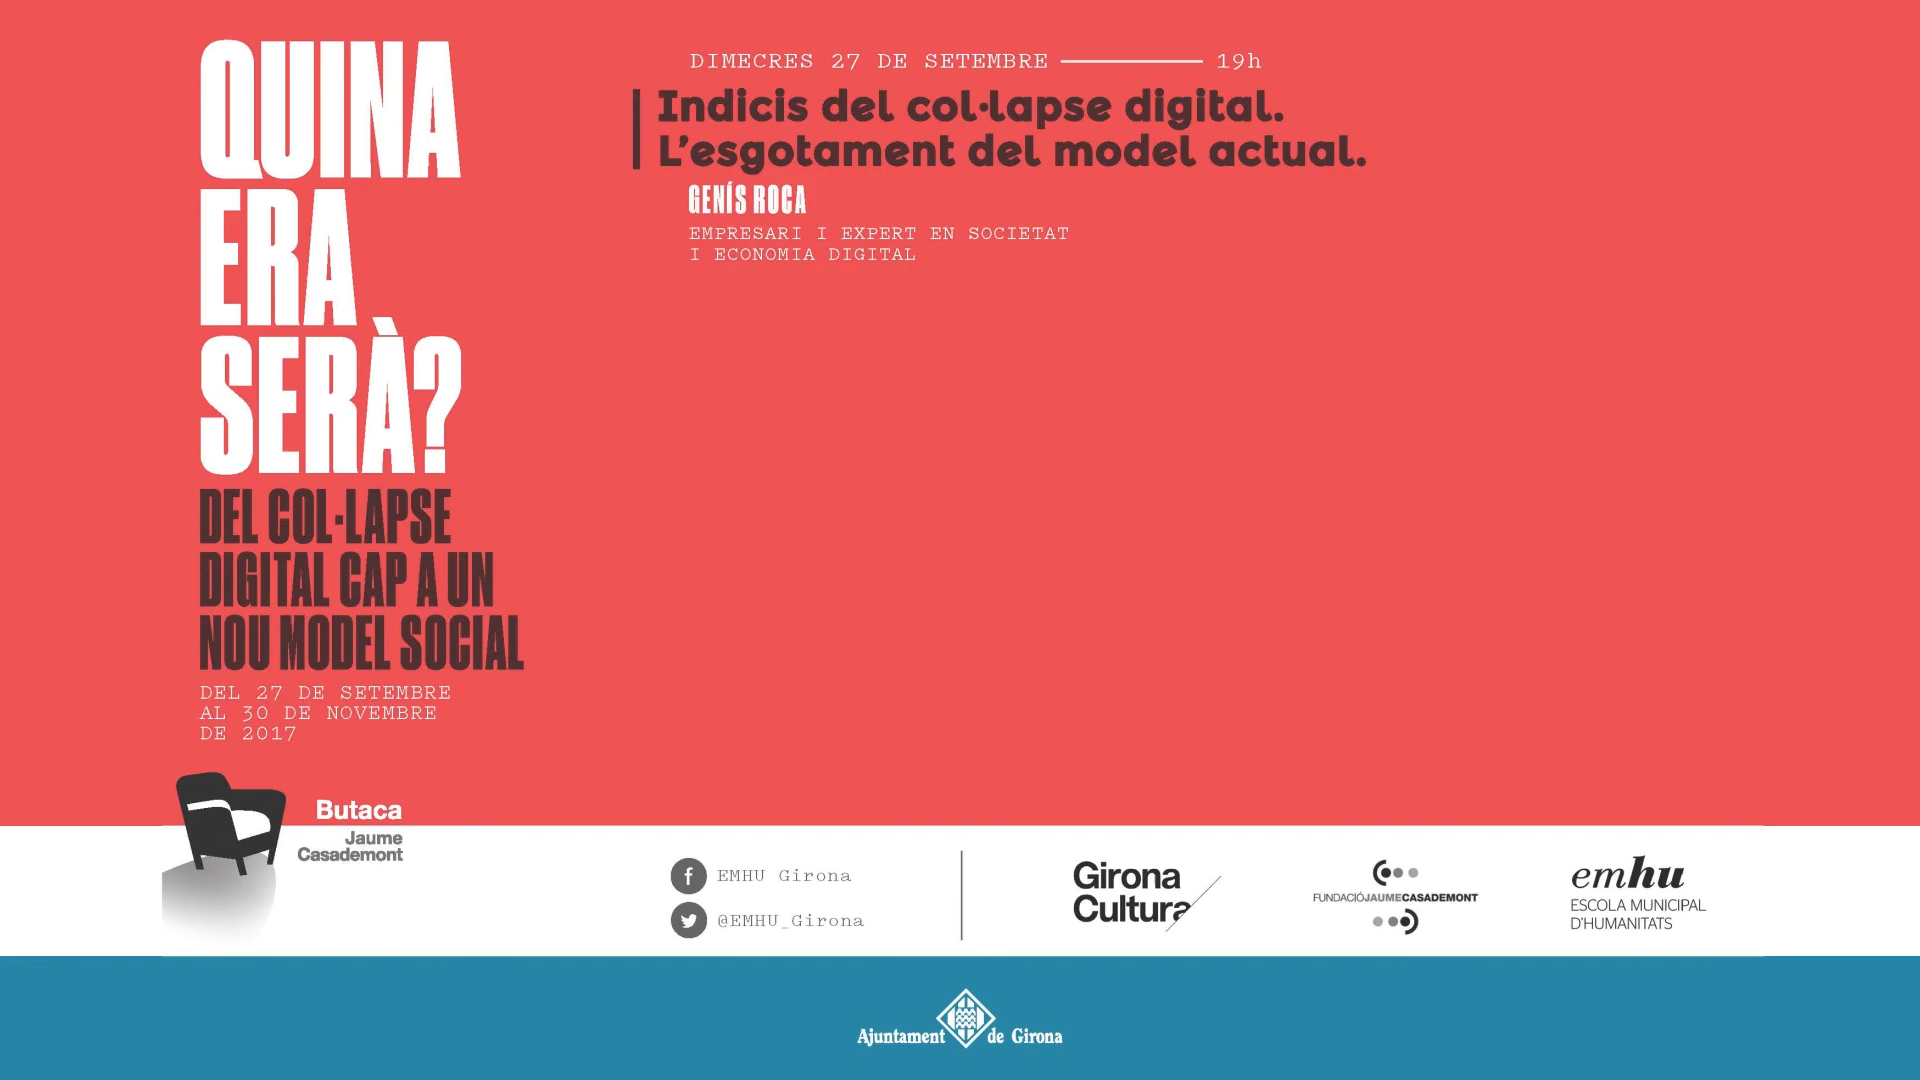 QUINA
ERA
SERÀ?
DEL COL·LAPSE
DIGITAL CAP A UN
NOU MODEL SOCIAL
DEL 27 DE SETEMBRE
AL 30 DE NOVEMBRE
DE 2017
DIMECRES 27 DE SETEMBRE 19h
Indicis del col·lapse digital.
L'esgotament del model actual.
GENÍS ROCA
EMPRESARI I EXPERT EN SOCIETAT
I ECONOMIA DIGITAL
Butaca
Jaume
Casademont
EMHU Girona
@EMHU_Girona
Girona
Cultura
FUNDACIÓJAUMECASADEMONT
emhu
ESCOLA MUNICIPAL
D'HUMANITATS
Ajuntament de Girona